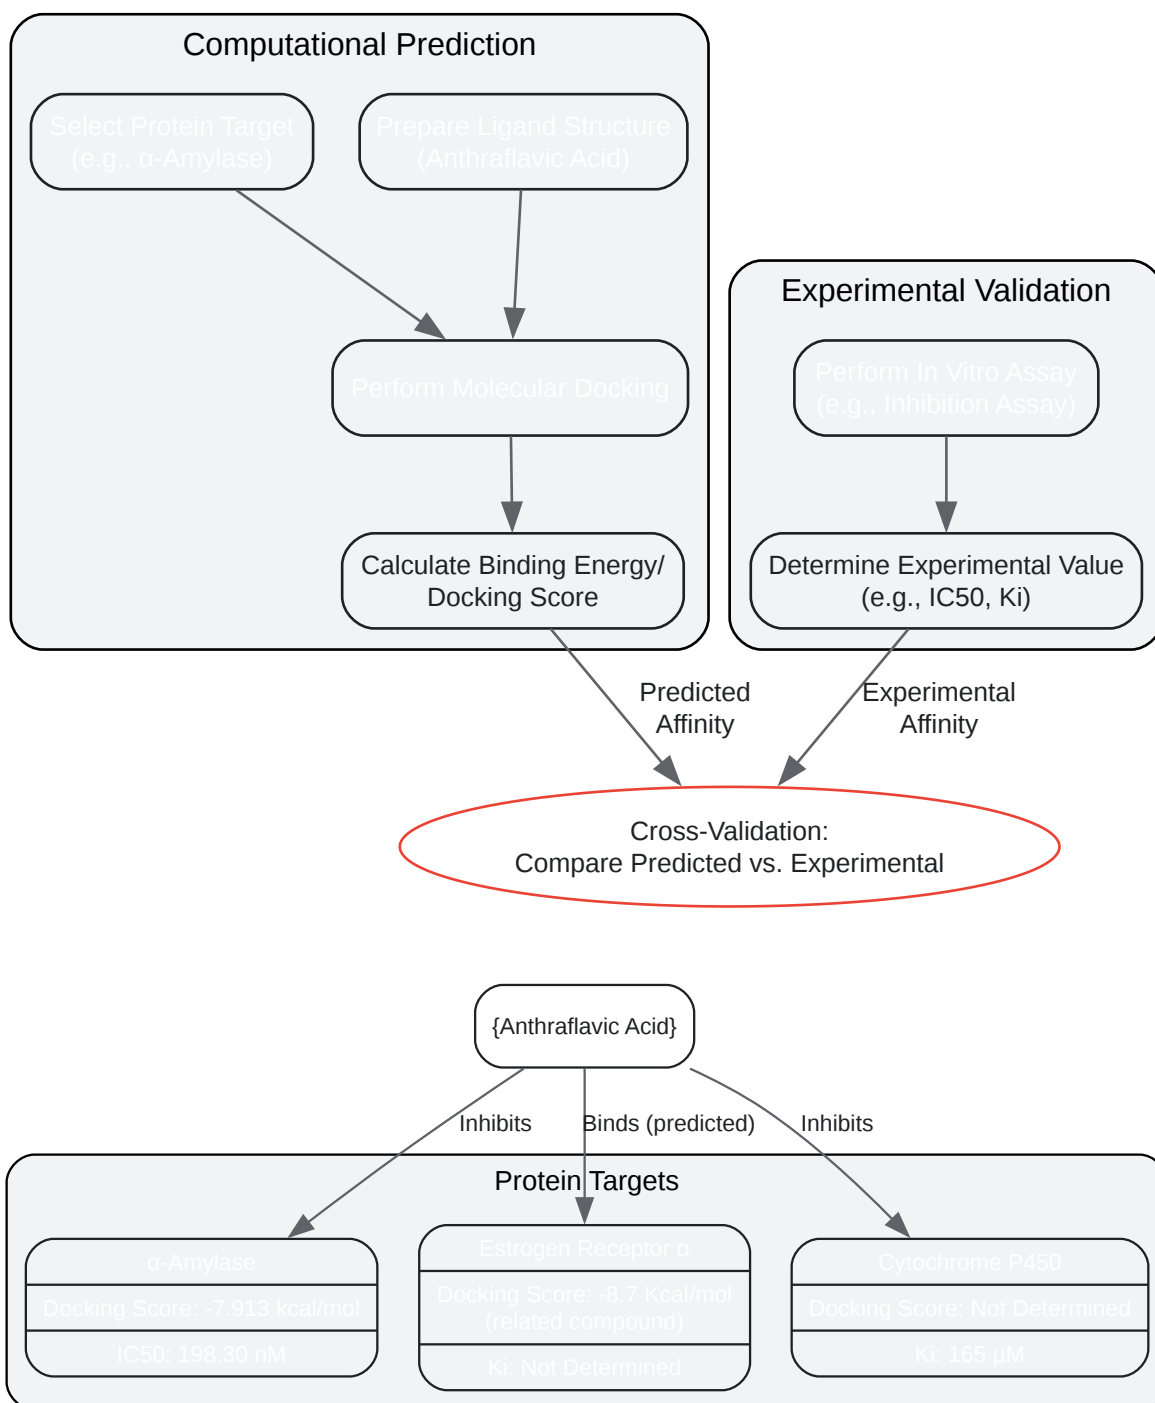 Computational Prediction
Select Protein Target
(e.g., α-Amylase)
Prepare Ligand Structure
(Anthraflavic Acid)
Perform Molecular Docking
Calculate Binding Energy/
Docking Score
Experimental Validation
Perform In Vitro Assay
(e.g., Inhibition Assay)
Determine Experimental Value
(e.g., IC50, Ki)
Predicted
Affinity
Experimental
Affinity
Cross-Validation:
Compare Predicted vs. Experimental
{Anthraflavic Acid}
Inhibits
Binds (predicted)
Inhibits
Protein Targets
α-Amylase
Docking Score: -7.913 kcal/mol
IC50: 198.30 nM
Estrogen Receptor α
Docking Score: -8.7 Kcal/mol
(related compound)
Ki: Not Determined
Cytochrome P450
Docking Score: Not Determined
Ki: 165 µM